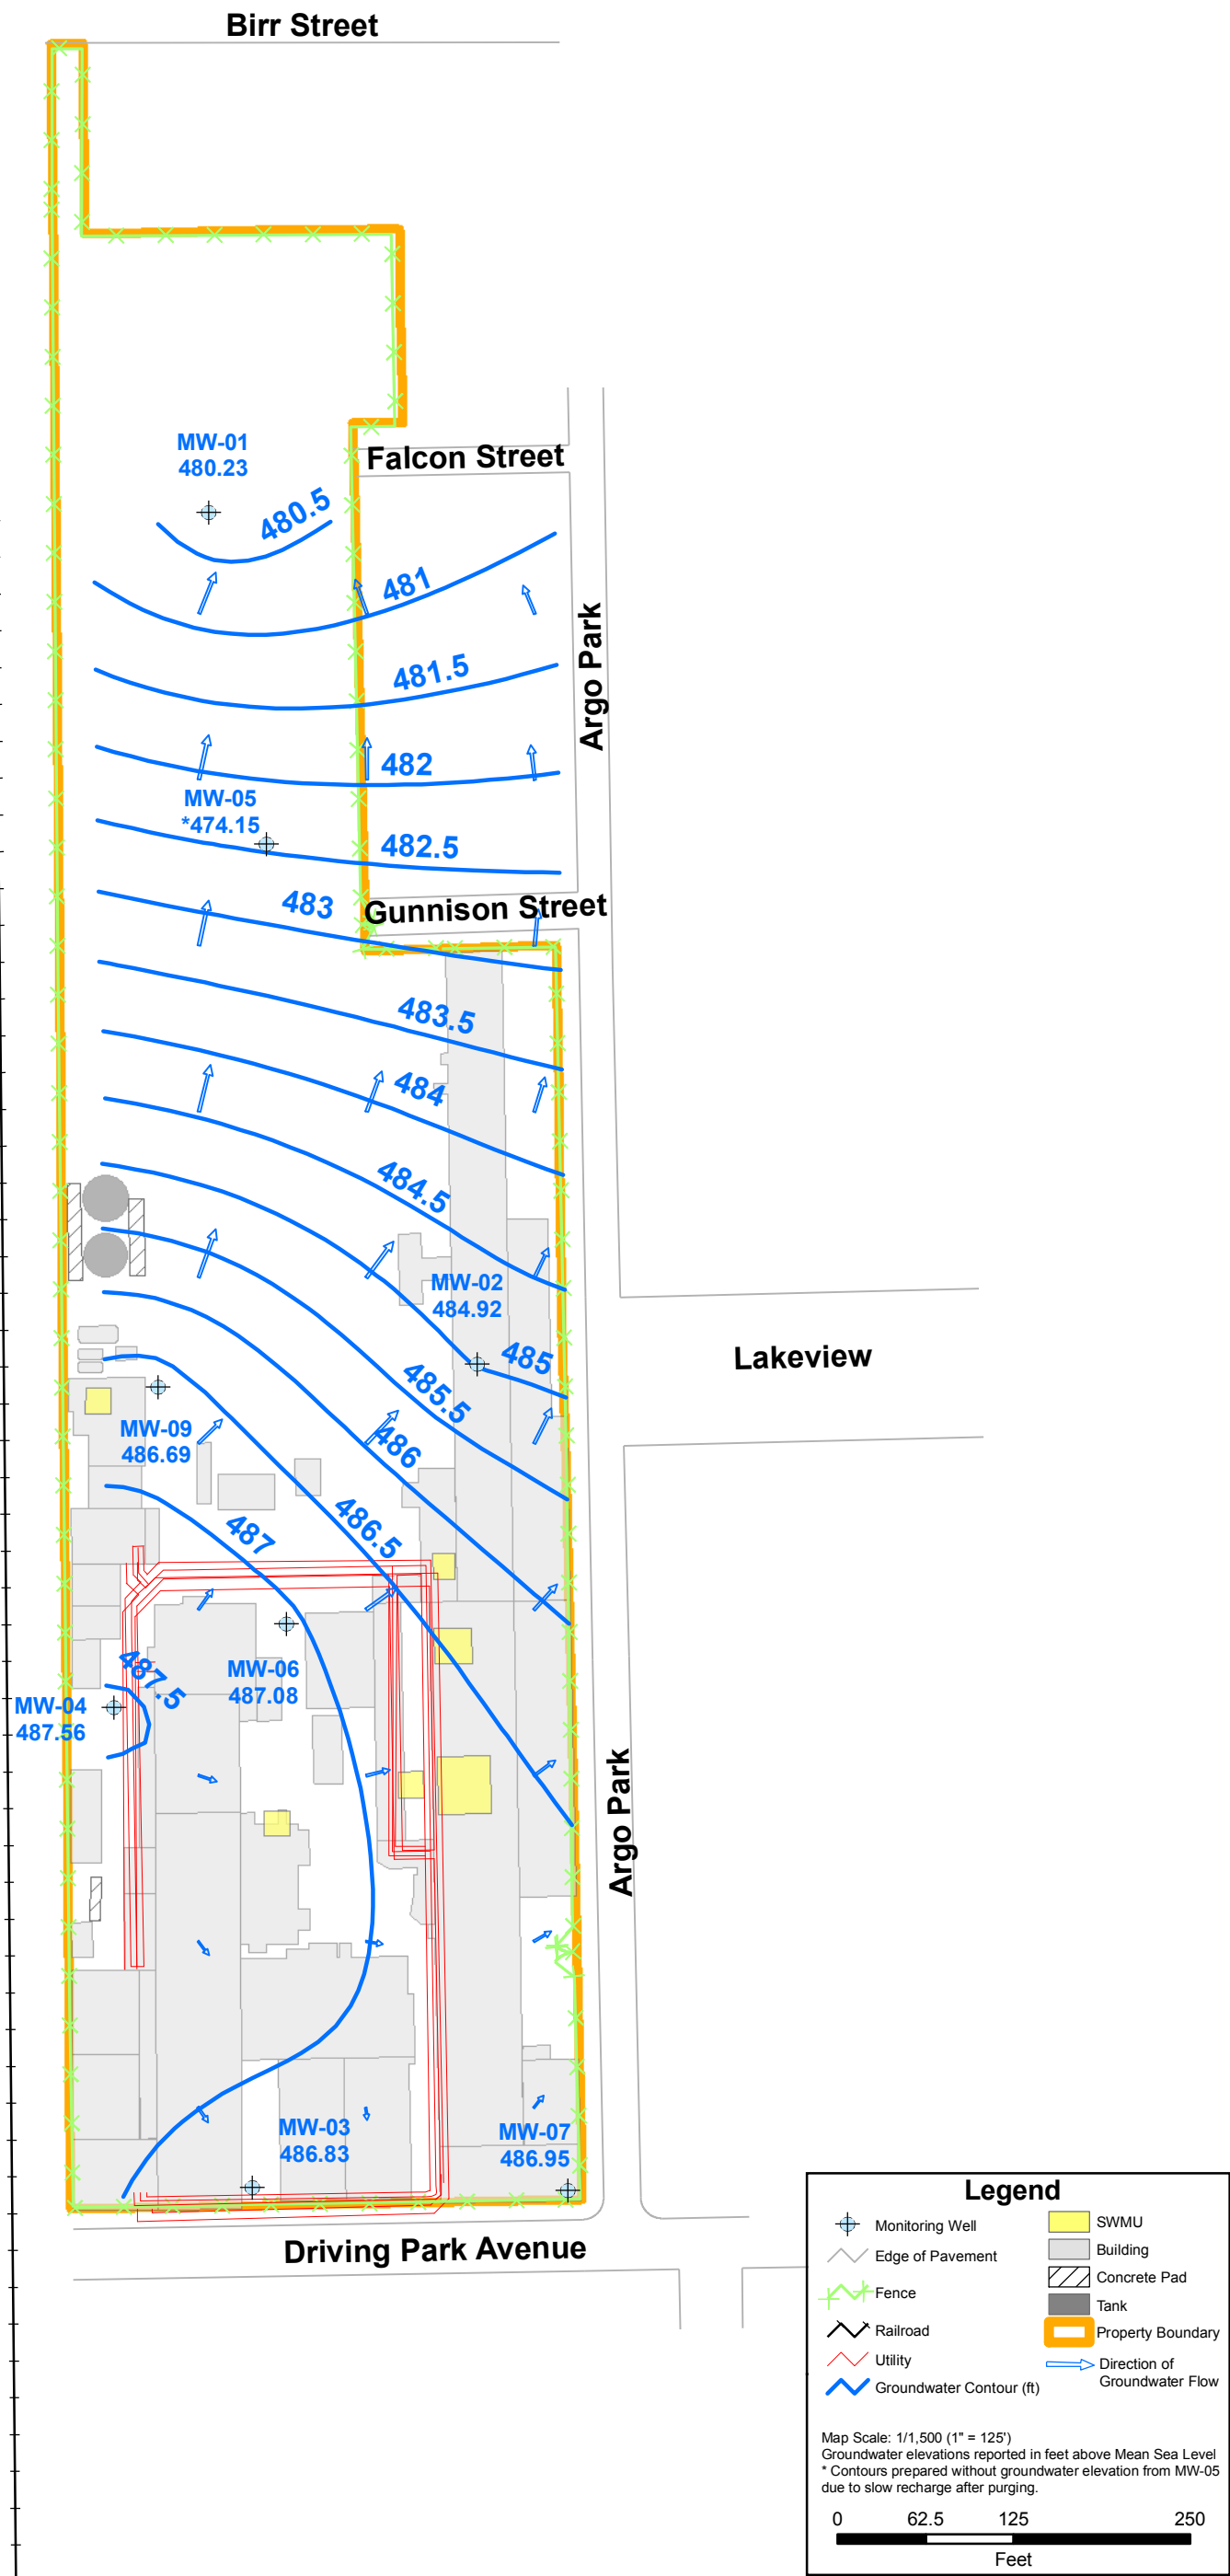 Birr Street
MW-01
480.23
Falcon Street
480.5
481
Argo Park
481.5
482
MW-05
*474.15
482.5
483
Gunnison Street
483.5
484
484.5
MW-02
484.92
485
Lakeview
485.5
MW-09
486.69
486
486.5
487
MW-06
487.08
487.5
MW-04
487.56
Argo Park
MW-03
486.83
MW-07
486.95
Driving Park Avenue
Legend
Monitoring Well
Edge of Pavement
Fence
Railroad
Utility
Groundwater Contour (ft)
SWMU
Building
Concrete Pad
Tank
Property Boundary
Direction of
Groundwater Flow
Map Scale: 1/1,500 (1" = 125')
Groundwater elevations reported in feet above Mean Sea Level
* Contours prepared without groundwater elevation from MW-05
due to slow recharge after purging.
0 62.5 125 250
Feet